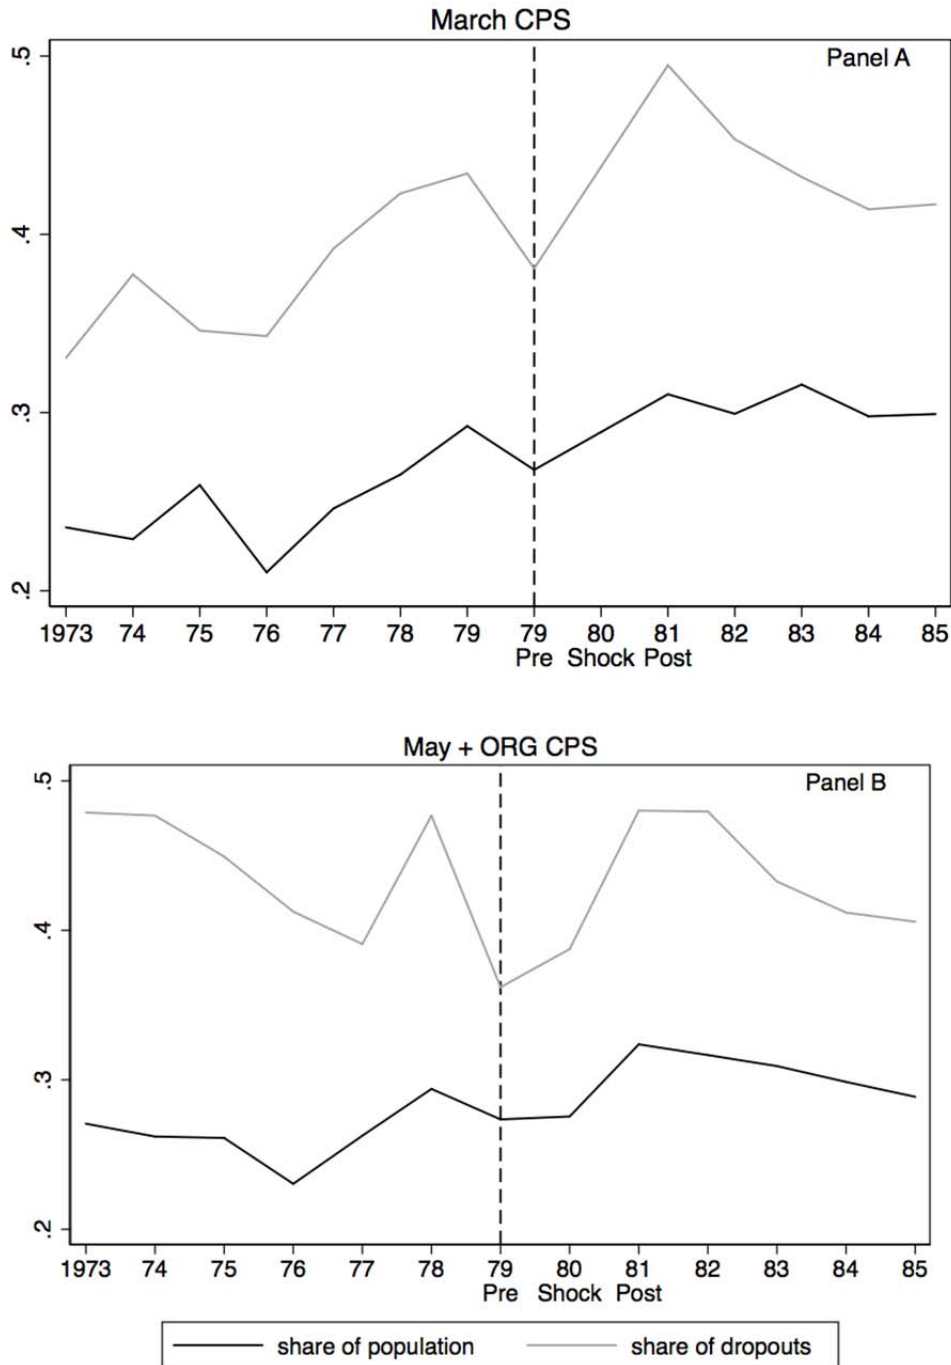 March CPS
Panel A
.5
.4
.3
.2
1973 74 75 76 77 78 79 79 80 81 82 83 84 85
Pre Shock Post
May + ORG CPS
Panel B
.5
.4
.3
.2
1973 74 75 76 77 78 79 80 81 82 83 84 85
Pre Shock Post
share of population share of dropouts